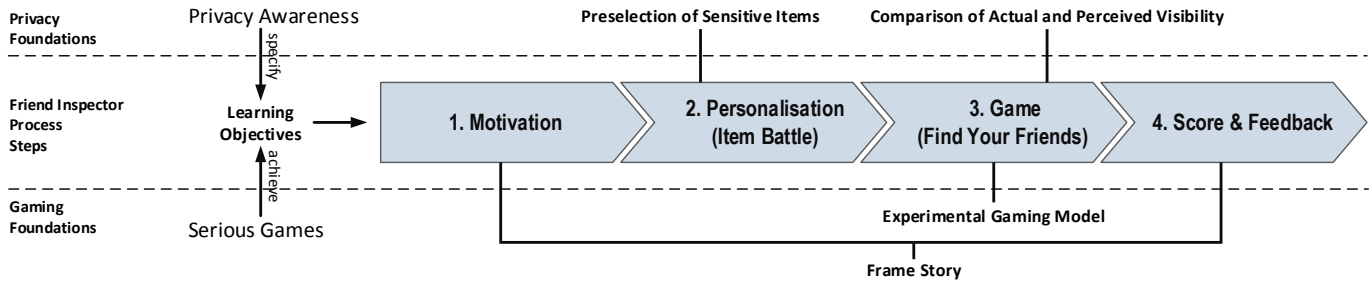 Privacy
Foundations
Privacy Awareness
Preselection of Sensitive Items
Comparison of Actual and Perceived Visibility
specify
Friend Inspector
Process
Steps
Learning
Objectives
1. Motivation
2. Personalisation
(Item Battle)
3. Game
(Find Your Friends)
4. Score & Feedback
achieve
Gaming
Foundations
Serious Games
Experimental Gaming Model
Frame Story